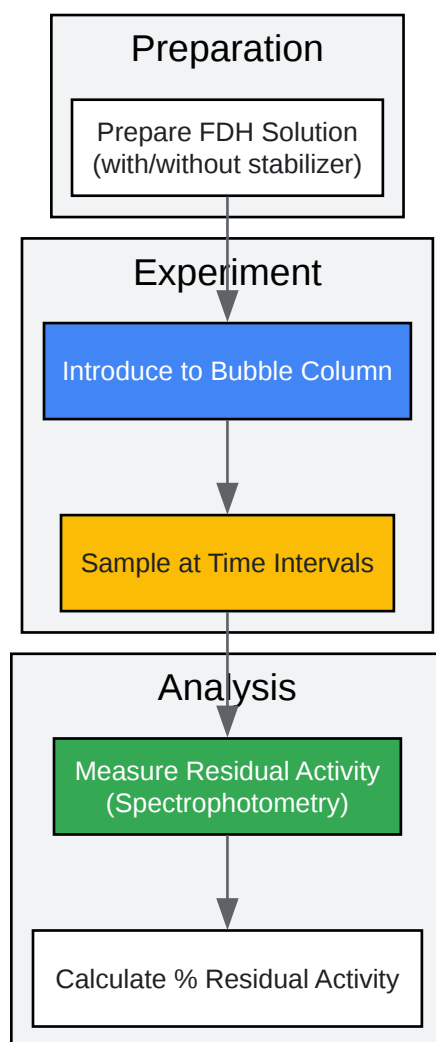 Preparation
Prepare FDH Solution
(with/without stabilizer)
Experiment
Introduce to Bubble Column
Sample at Time Intervals
Analysis
Measure Residual Activity
(Spectrophotometry)
Calculate % Residual Activity